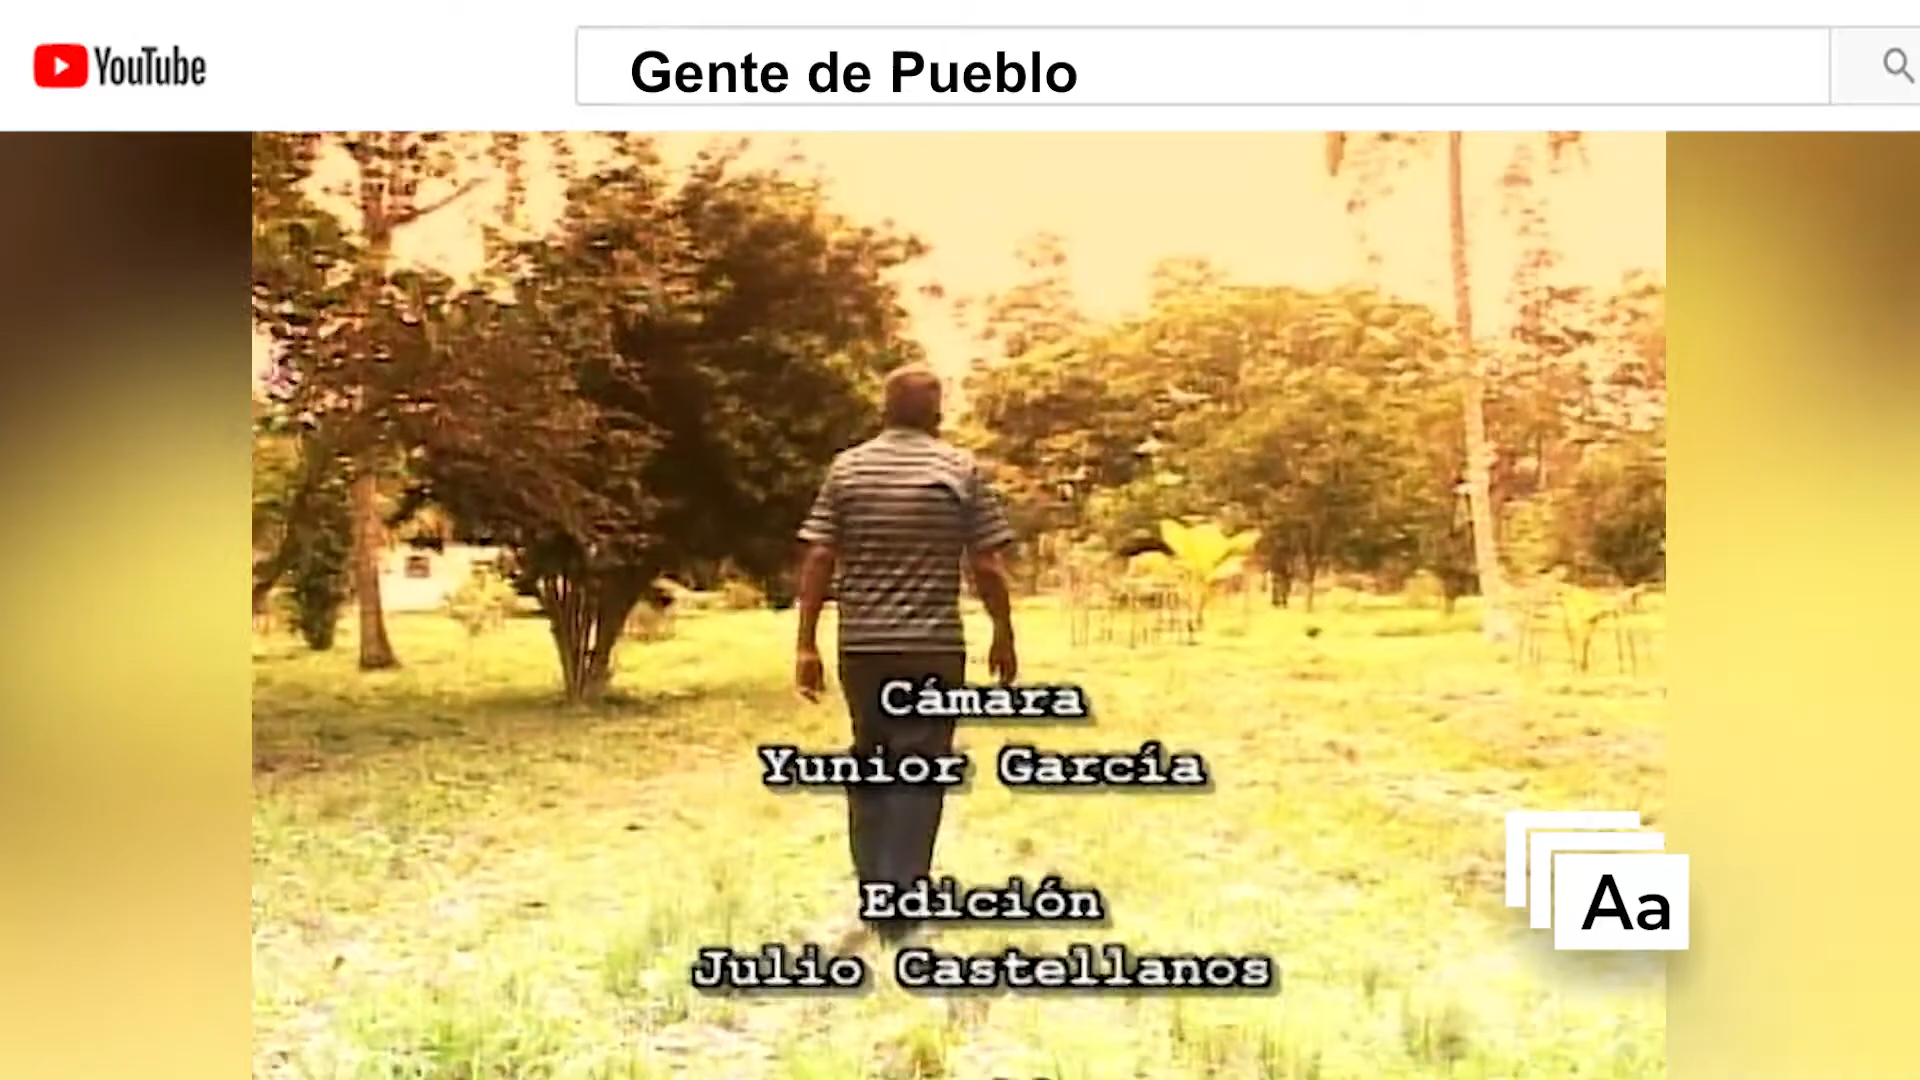 YouTube
Gente de Pueblo
Cámara
Yunior García
Edición
Julio Castellanos
Aa